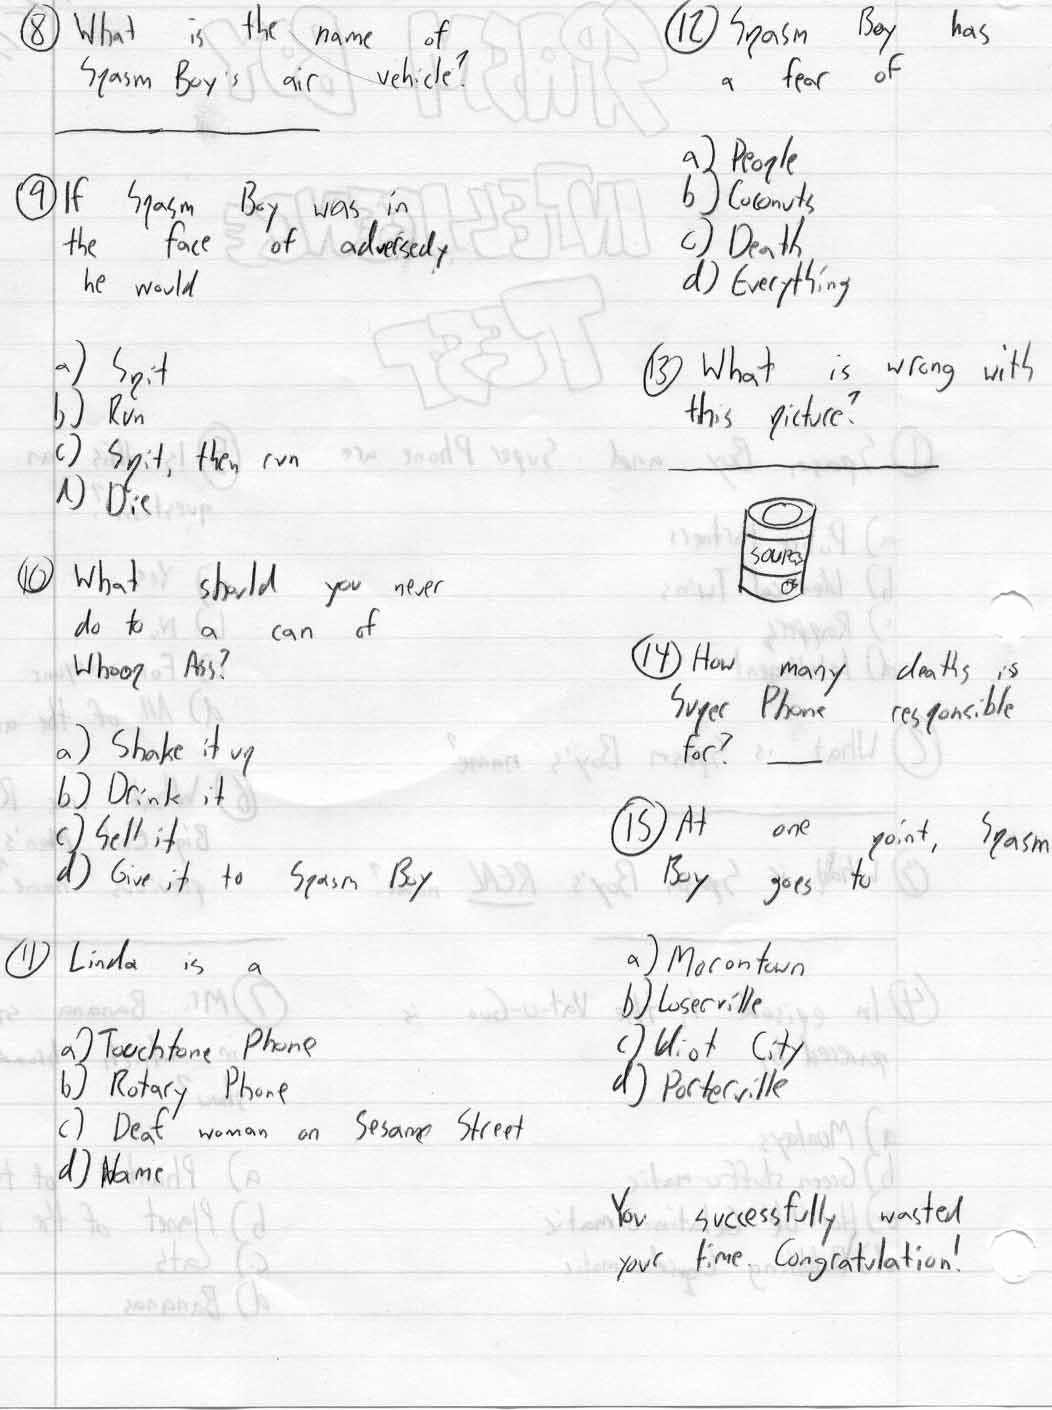 8 What is the name of
Spasm Boy's air vehicle?
9 If Spasm Boy was in
the face of adversedy
he would
a) Spit
b) Run
c) Spit, then run
d) Die
10 What should you never
do to a can of
Whoop Ass?
a) Shake it up
b) Drink it
c) Sell it
d) Give it to Spasm Boy
11 Linda is a
a) Touchtone Phone
b) Rotary Phone
c) Deaf woman on Sesame Street
d) Name
12 Spasm Boy has
a fear of
a) People
b) Coconuts
c) Death
d) Everything
13 What is wrong with
this picture?
SOUP
14 How many deaths is
Super Phone responsible
for?
15 At one point, Spasm
Boy goes to
a) Morontown
b) Loserville
c) Idiot City
d) Porterville
You successfully wasted
your time. Congratulation!